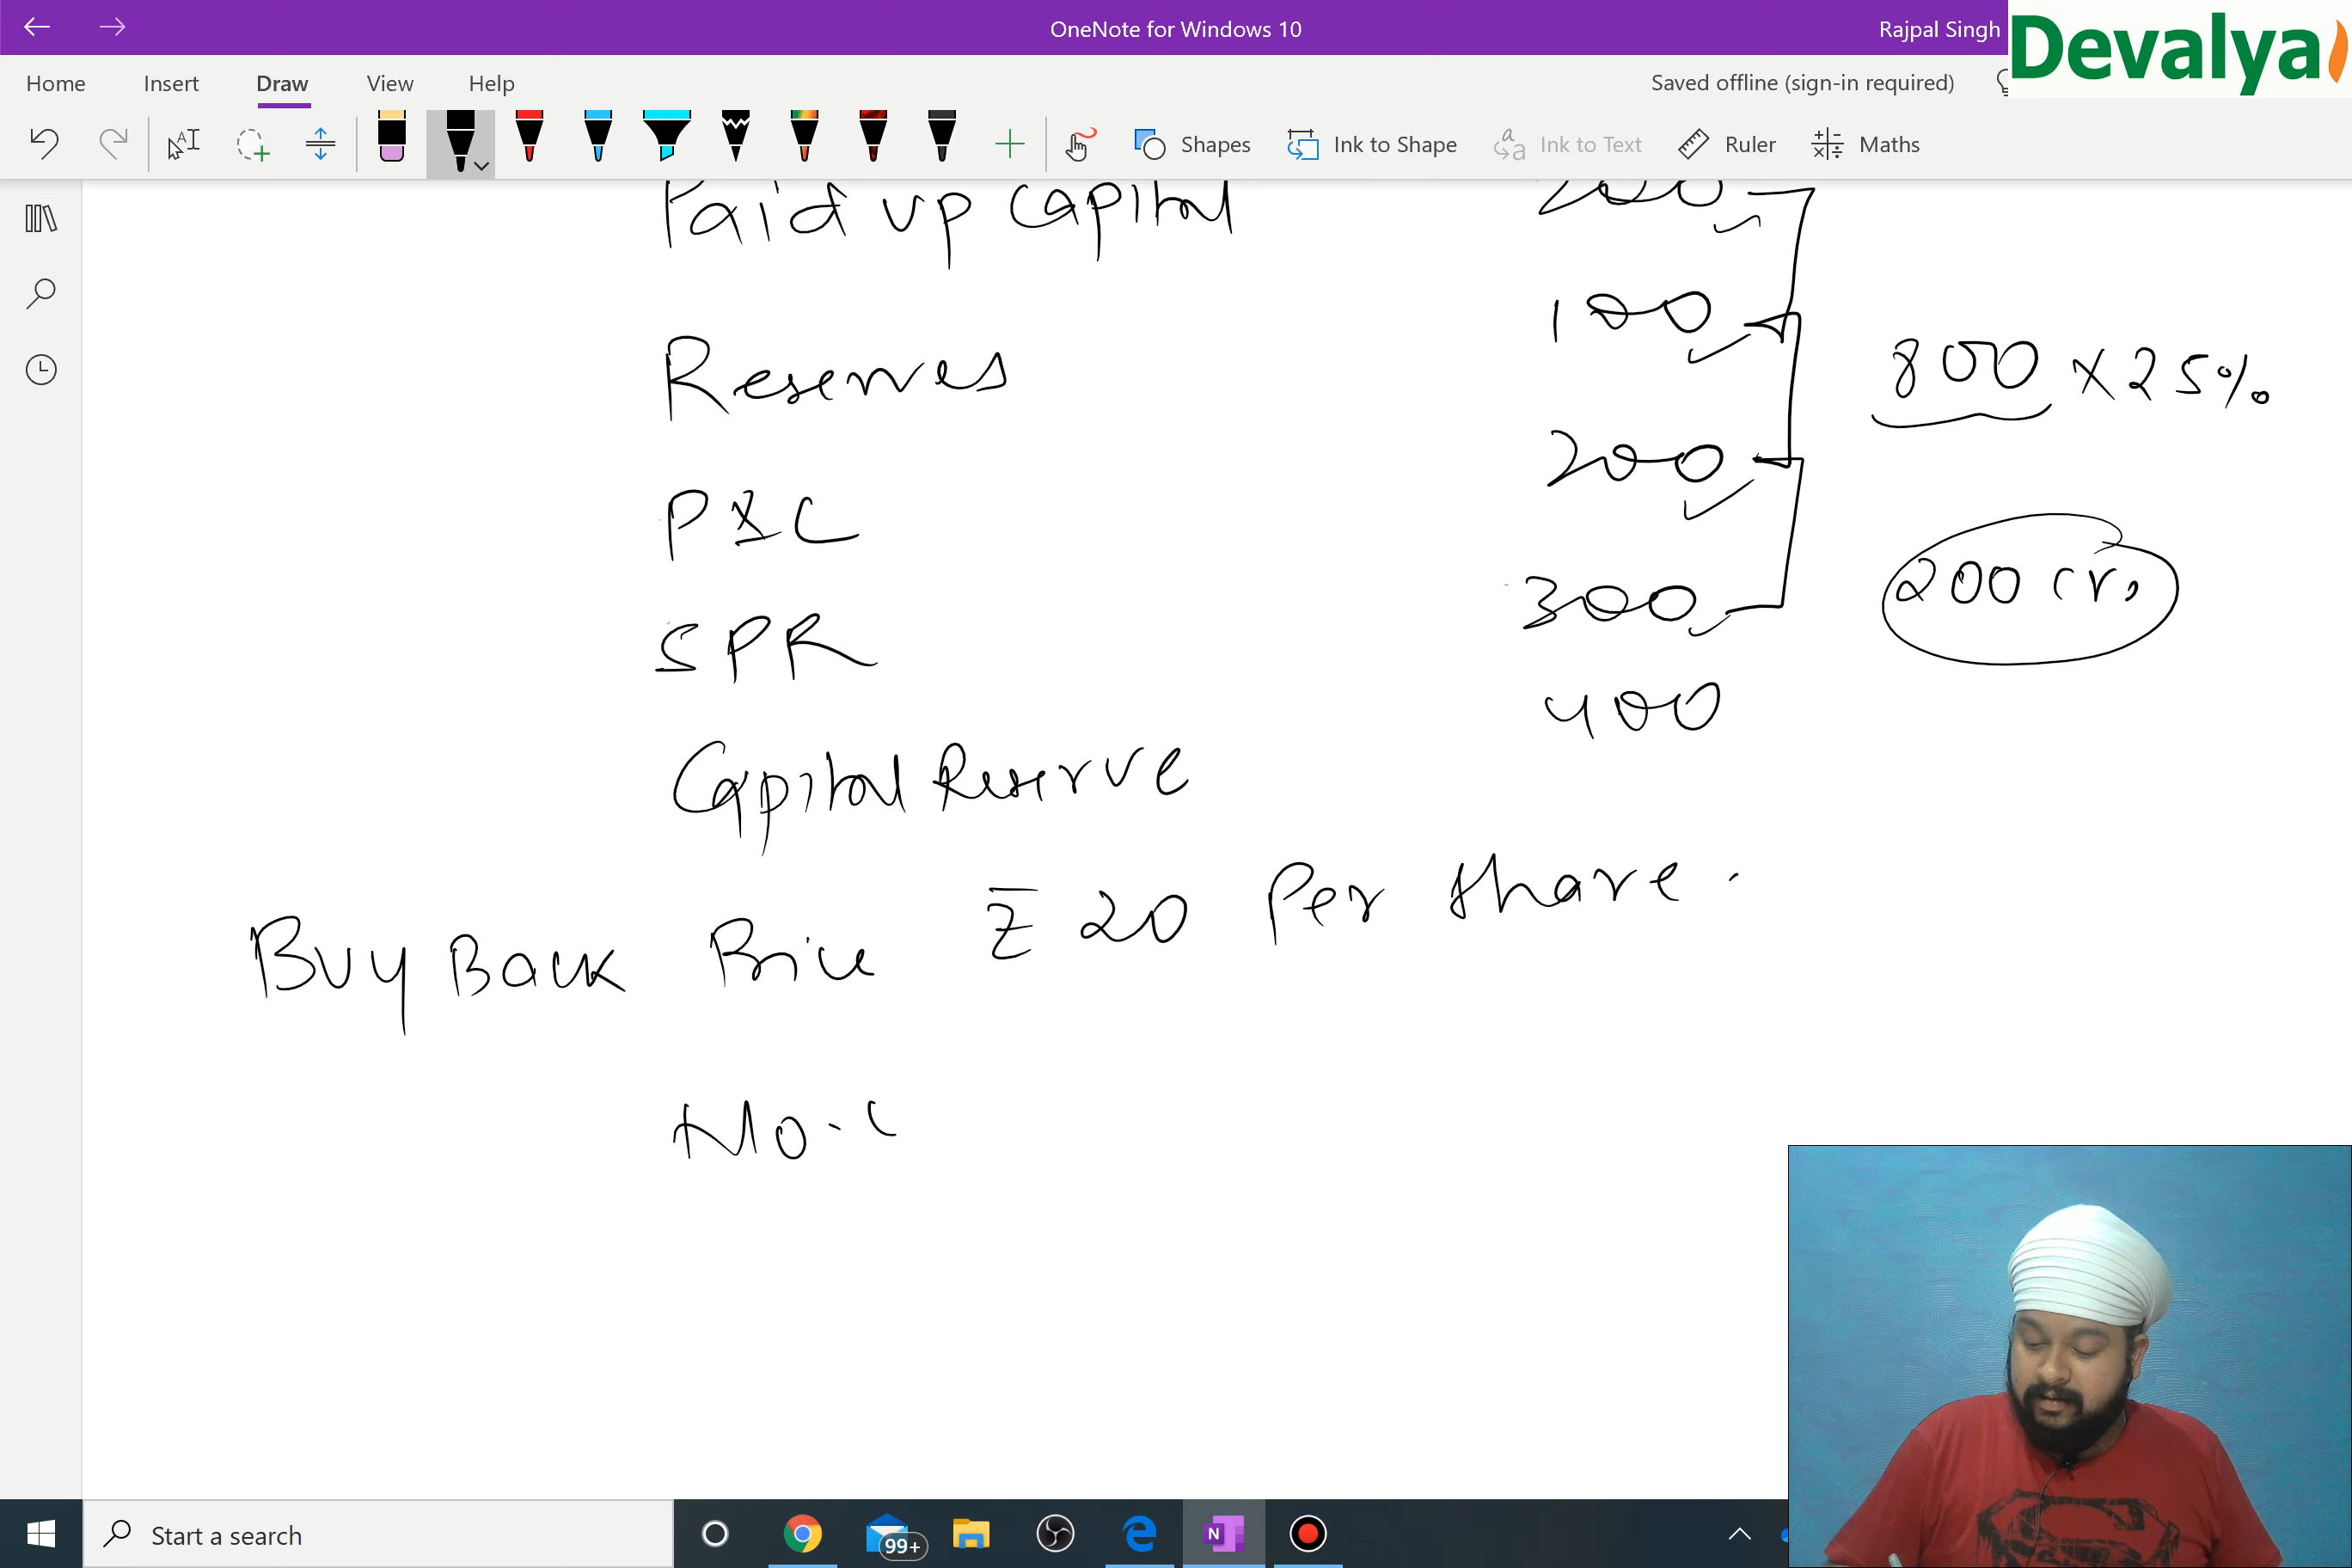 OneNote for Windows 10
Rajpal Singh
Devalya
Home Insert Draw View Help
Saved offline (sign-in required)
Shapes Ink to Shape Ink to Text Ruler Maths
Paid up Capital 200
Reserves 100
800 × 25%
P&L 200
SPR 300
200 Cr.
Capital Reserve 400
Buy Back Price ₹ 20 Per Share.
No. (
Start a search
99+